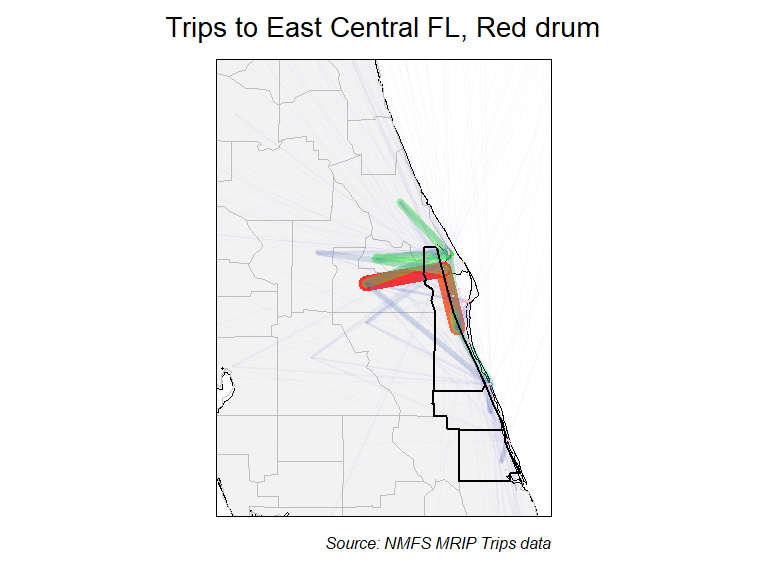 Trips to East Central FL, Red drum
Source: NMFS MRIP Trips data